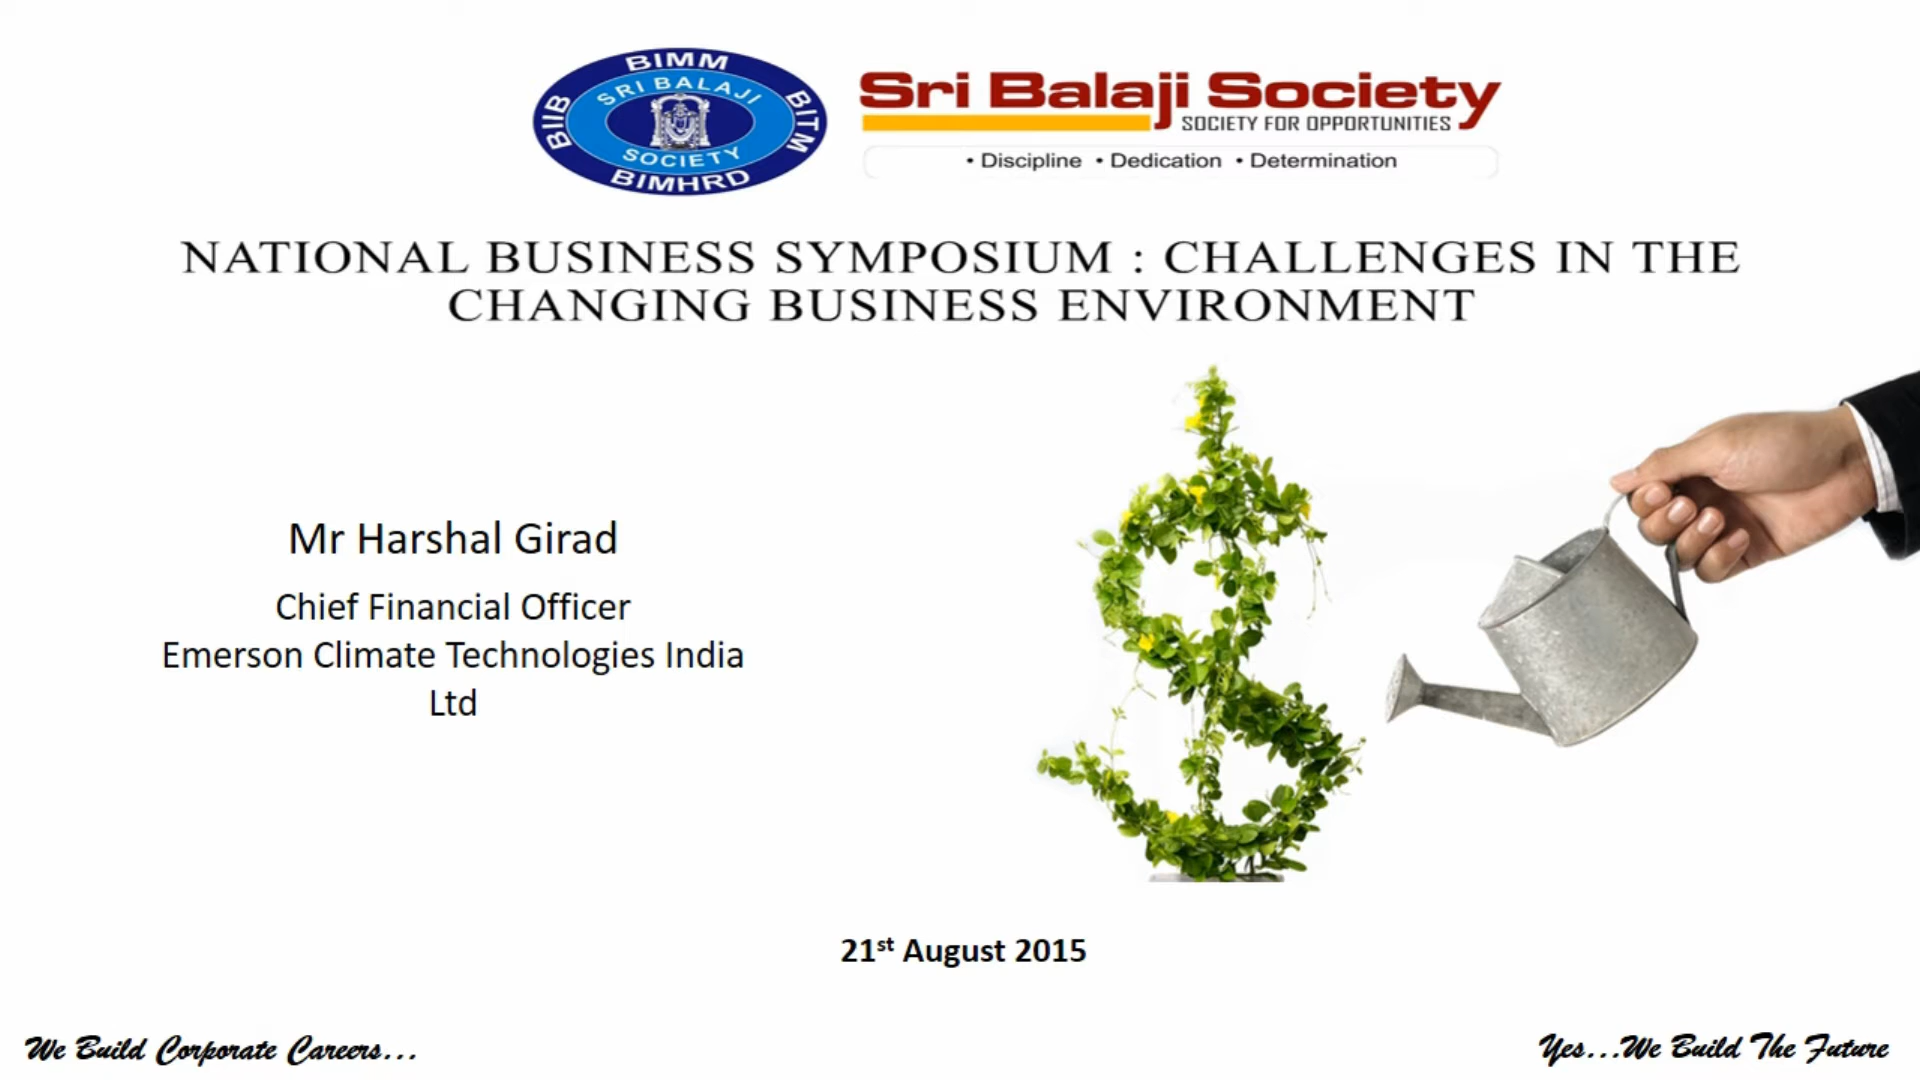 BIMM
BIIB
SRI BALAJI
BITM
SOCIETY
BIMHRD
Sri Balaji Society
SOCIETY FOR OPPORTUNITIES
• Discipline • Dedication • Determination
NATIONAL BUSINESS SYMPOSIUM : CHALLENGES IN THE
CHANGING BUSINESS ENVIRONMENT
Mr Harshal Girad
Chief Financial Officer
Emerson Climate Technologies India
Ltd
21st August 2015
We Build Corporate Careers...
Yes...We Build The Future